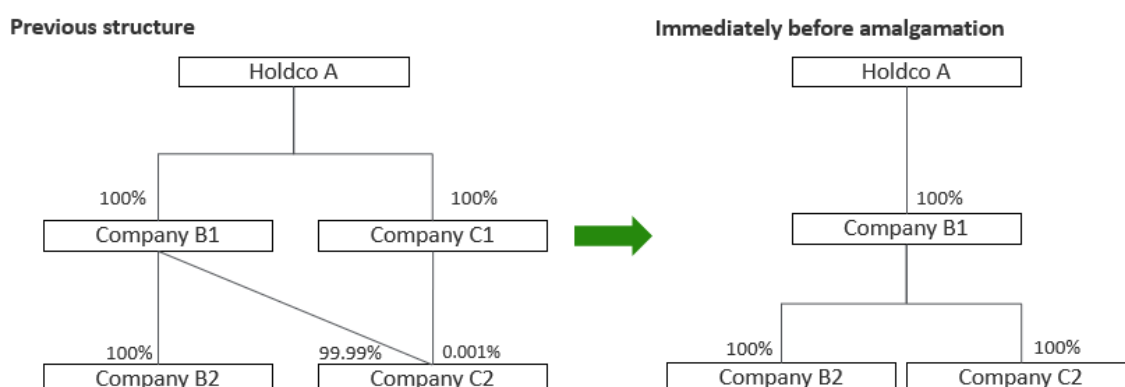 Previous structure
Immediately before amalgamation
Holdco A
Holdco A
100%
100%
100%
Company B1
Company C1
Company B1
100%
99.99%
0.001%
100%
100%
Company B2
Company C2
Company B2
Company C2